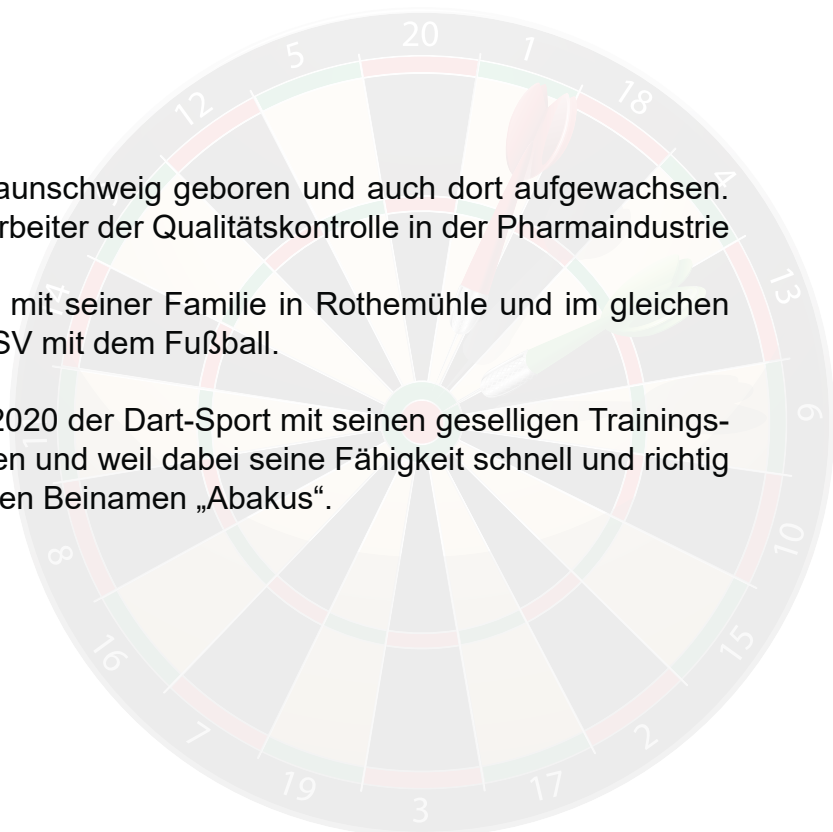 aunschweig geboren und auch dort aufgewachsen.
rbeiter der Qualitätskontrolle in der Pharmaindustrie
mit seiner Familie in Rothemühle und im gleichen
SV mit dem Fußball.
2020 der Dart-Sport mit seinen geselligen Trainings-
en und weil dabei seine Fähigkeit schnell und richtig
en Beinamen „Abakus“.
20
1
18
4
13
6
10
15
2
17
3
19
7
16
8
12
5